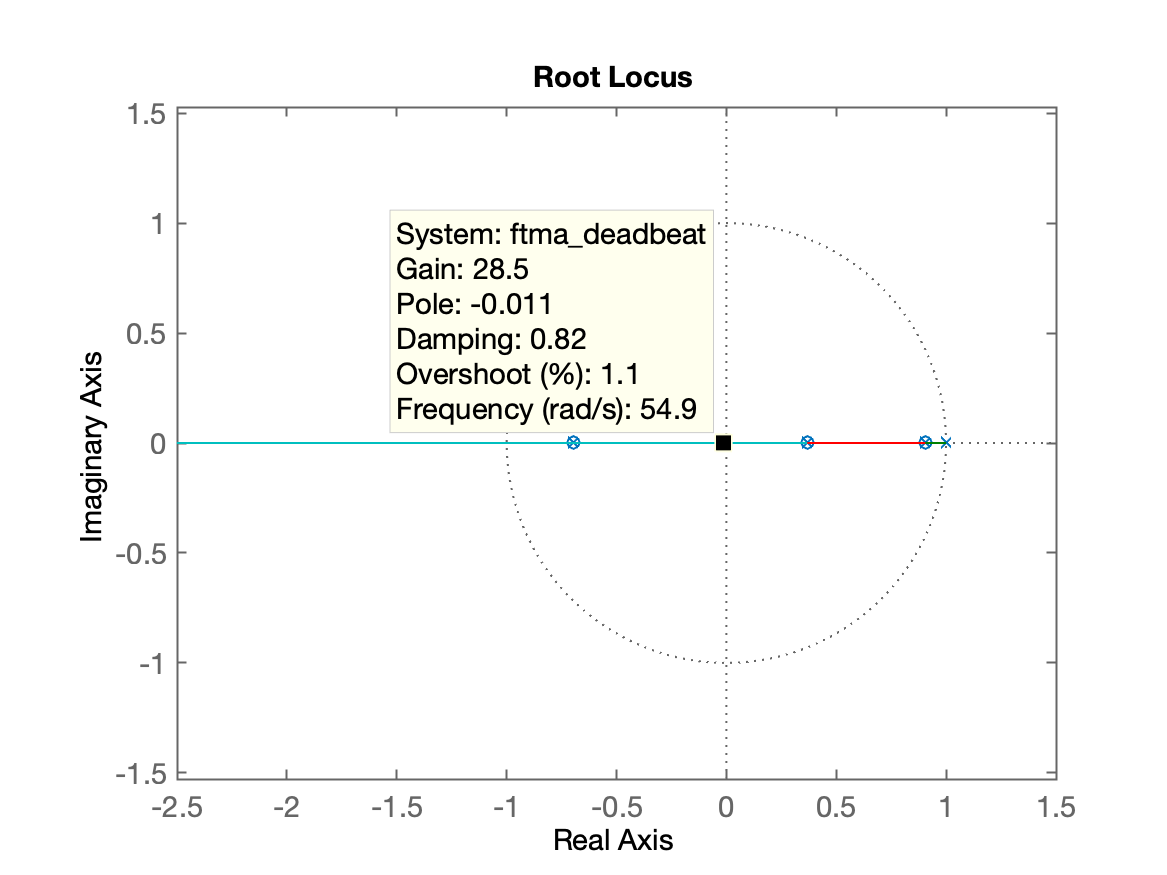 Root Locus
1.5
1
0.5
0
-0.5
-1
-1.5
Imaginary Axis
System: ftma_deadbeat
Gain: 28.5
Pole: -0.011
Damping: 0.82
Overshoot (%): 1.1
Frequency (rad/s): 54.9
-2.5 -2 -1.5 -1 -0.5 0 0.5 1 1.5
Real Axis